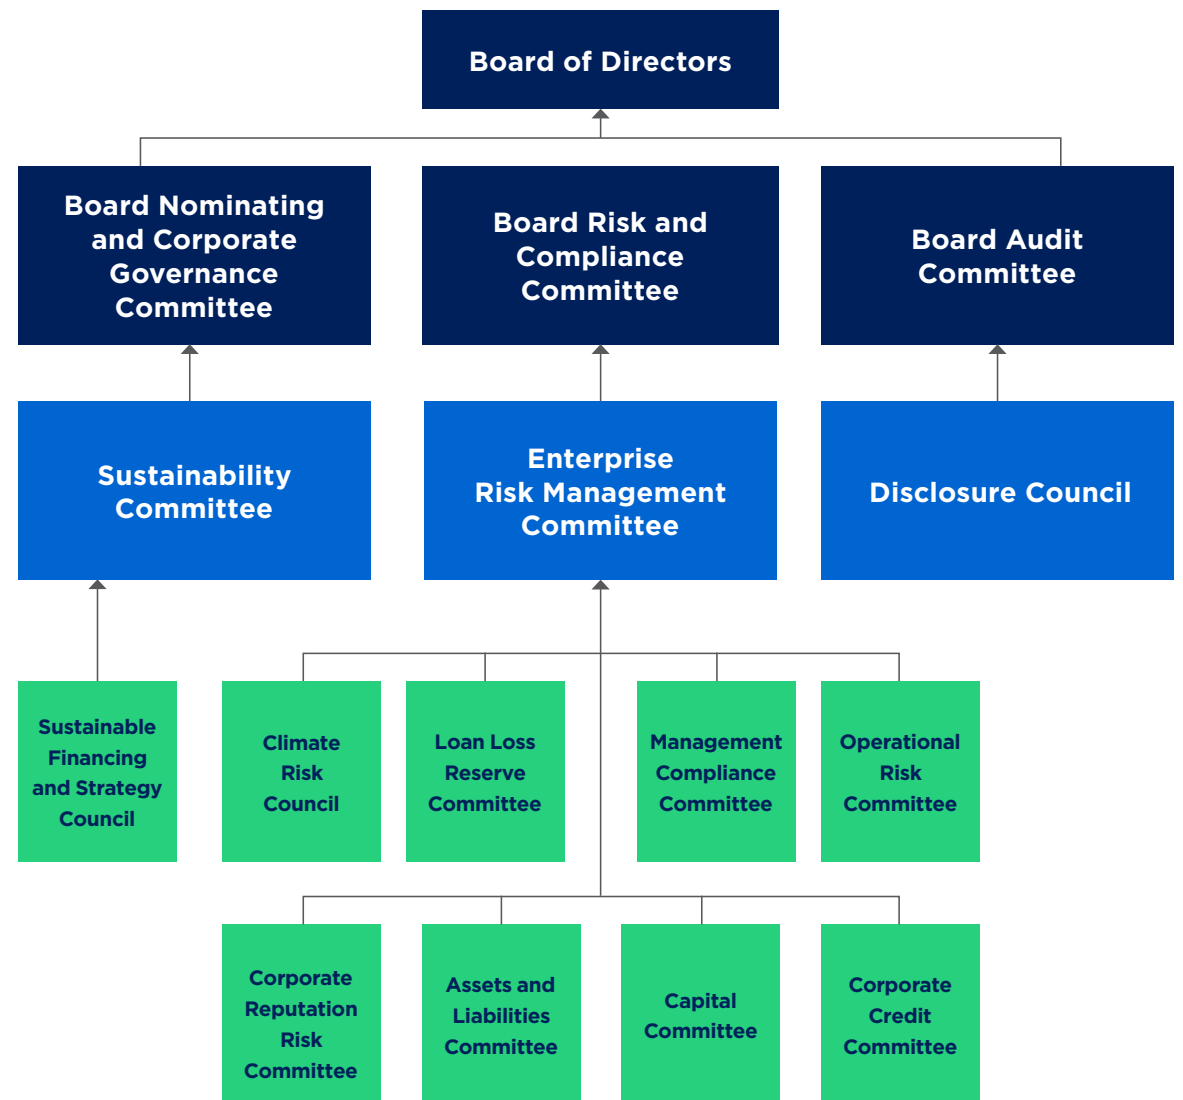 Board of Directors
Board Nominating
and Corporate
Governance
Committee
Board Risk and
Compliance
Committee
Board Audit
Committee
Sustainability
Committee
Enterprise
Risk Management
Committee
Disclosure Council
Sustainable
Financing
and Strategy
Council
Climate
Risk
Council
Loan Loss
Reserve
Committee
Management
Compliance
Committee
Operational
Risk
Committee
Corporate
Reputation
Risk
Committee
Assets and
Liabilities
Committee
Capital
Committee
Corporate
Credit
Committee